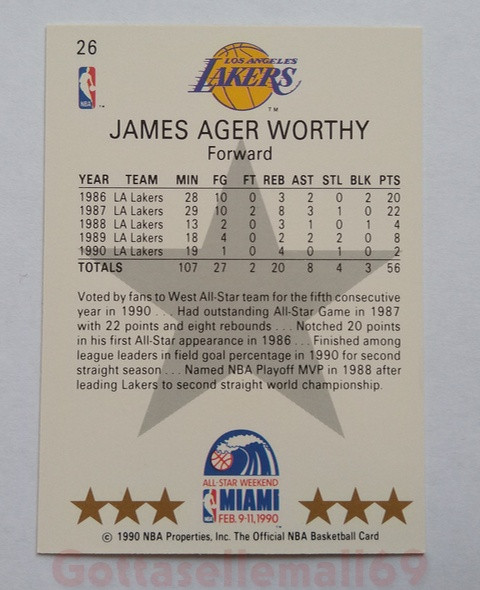 26
LOS ANGELES
LAKERS
TM
NBA
JAMES AGER WORTHY
Forward
YEAR TEAM MIN FG FT REB AST STL BLK PTS
1986 LA Lakers 28 10 0 3 2 0 2 20
1987 LA Lakers 29 10 2 8 3 1 0 22
1988 LA Lakers 13 2 0 3 1 0 1 4
1989 LA Lakers 18 4 0 2 2 2 0 8
1990 LA Lakers 19 1 0 4 0 1 0 2
TOTALS 107 27 2 20 8 4 3 56
Voted by fans to West All-Star team for the fifth consecutive
year in 1990 . . . Had outstanding All-Star Game in 1987
with 22 points and eight rebounds . . . Notched 20 points
in his first All-Star appearance in 1986 . . . Finished among
league leaders in field goal percentage in 1990 for second
straight season . . . Named NBA Playoff MVP in 1988 after
leading Lakers to second straight world championship.
ALL-STAR WEEKEND
NBA
MIAMI
FEB. 9-11, 1990
© 1990 NBA Properties, Inc. The Official NBA Basketball Card
Gottasellemall69